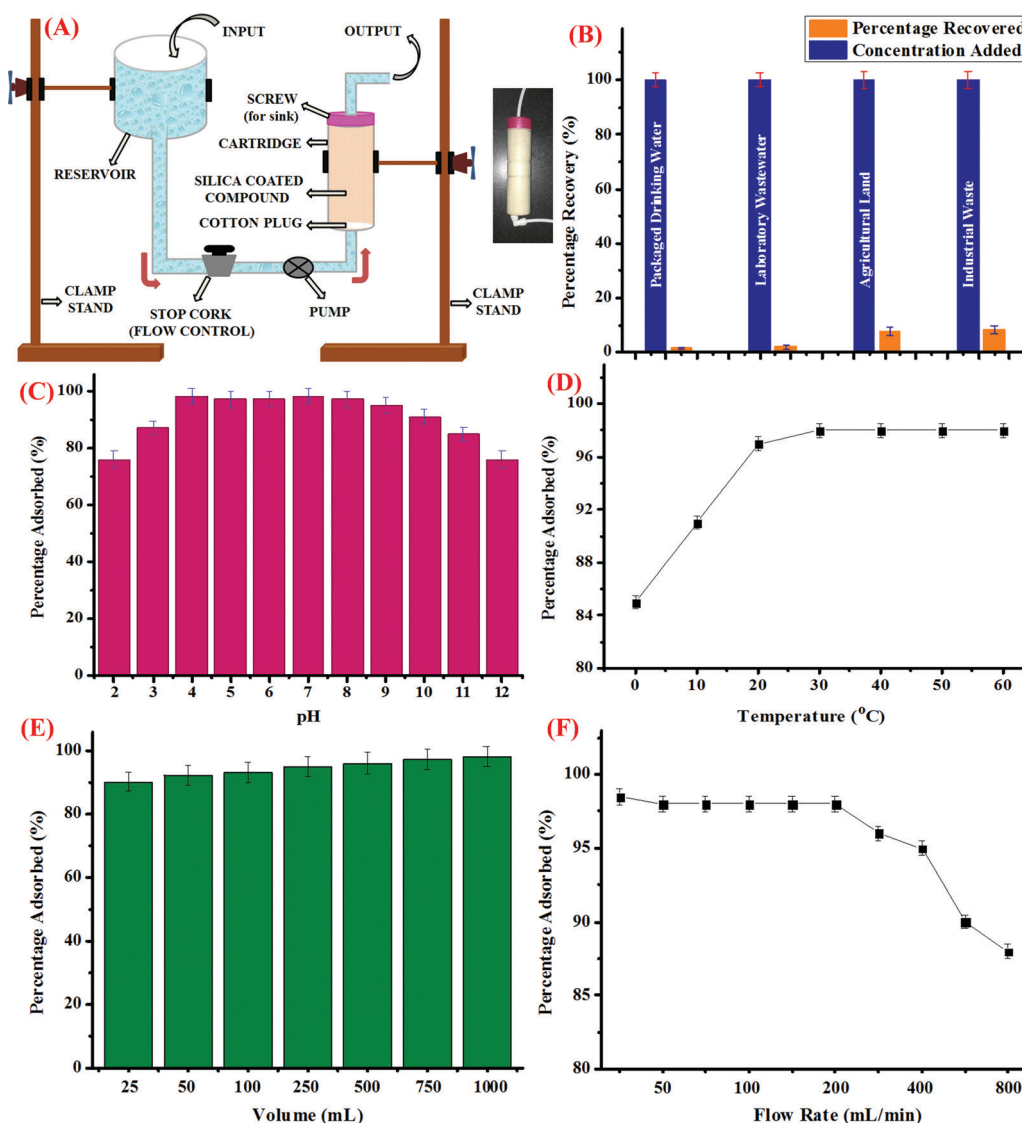 (A)
INPUT
OUTPUT
SCREW
(for sink)
CARTRIDGE
RESERVOIR
SILICA COATED
COMPOUND
COTTON PLUG
CLAMP
STAND
STOP CORK
(FLOW CONTROL)
PUMP
CLAMP
STAND
(B)
Percentage Recovered
Concentration Added
Percentage Recovery (%)
100
80
60
40
20
0
Packaged Drinking Water
Laboratory Wastewater
Agricultural Land
Industrial Waste
(C)
Percentage Adsorbed (%)
100
80
60
40
20
0
2 3 4 5 6 7 8 9 10 11 12
pH
(D)
Percentage Adsorbed (%)
100
96
92
88
84
80
0 10 20 30 40 50 60
Temperature (°C)
(E)
Percentage Adsorbed (%)
100
80
60
40
20
0
25 50 100 250 500 750 1000
Volume (mL)
(F)
Percentage Adsorbed (%)
100
95
90
85
80
50 100 200 400 800
Flow Rate (mL/min)